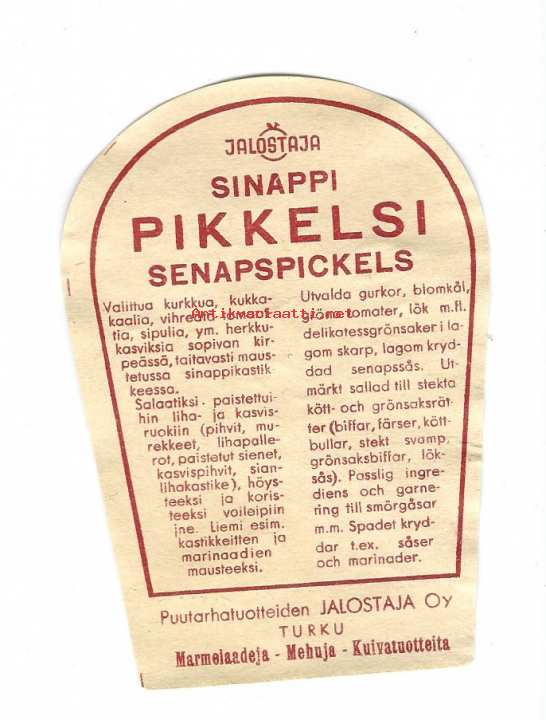 JALOSTAJA
SINAPPI
PIKKELSI
SENAPSPICKELS
Valittua kurkkua, kukka-
kaalia, vihreitä
tia, sipulia, ym. herkku-
kasviksia sopivan kir-
peässä, taitavasti maus-
tetussa sinappikastik
keessa.
Salaatiksi. paistettui-
hin liha- ja kasvis-
ruokiin (pihvit, mu-
rekkeet, lihapalle-
rot, paistetut sienet,
kasvispihvit, sian-
lihakastike), höys-
teeksi ja koris-
teeksi voileipiin
jne. Liemi esim.
kastikkeitten ja
marinaadien
mausteeksi.
Utvalda gurkor, blomkål,
gröna tomater, lök m.fl.
delikatessgrönsaker i la-
gom skarp, lagom kryd-
dad senapssås. Ut-
märkt sallad till stekta
kött- och grönsaksrät-
ter (biffar, färser, kött-
bullar, stekt svamp,
grönsaksbiffar, lök-
sås). Passlig ingre-
diens och garne-
ring till smörgåsar
m.m. Spadet kryd-
dar t.ex. såser
och marinader.
Antikvariaatti.net
Puutarhatuotteiden JALOSTAJA Oy
TURKU
Marmelaadeja - Mehuja - Kuivatuotteita